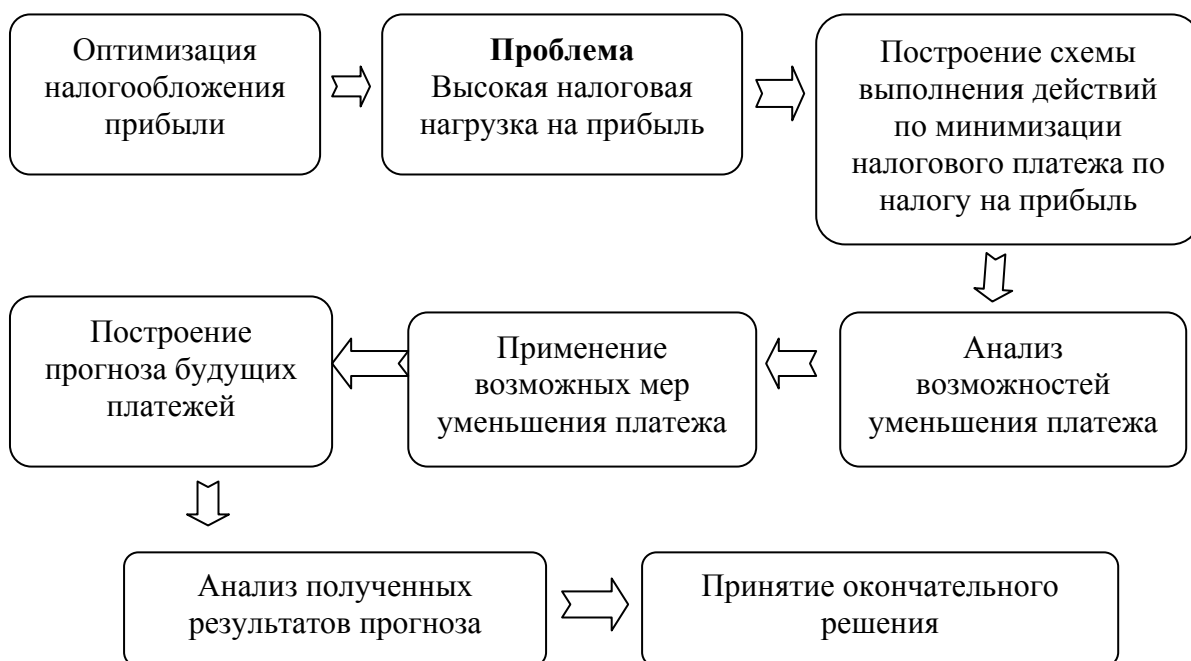 Оптимизация
налогообложения
прибыли
Проблема
Высокая налоговая
нагрузка на прибыль
Построение схемы
выполнения действий
по минимизации
налогового платежа по
налогу на прибыль
Анализ
возможностей
уменьшения платежа
Применение
возможных мер
уменьшения платежа
Построение
прогноза будущих
платежей
Анализ полученных
результатов прогноза
Принятие окончательного
решения